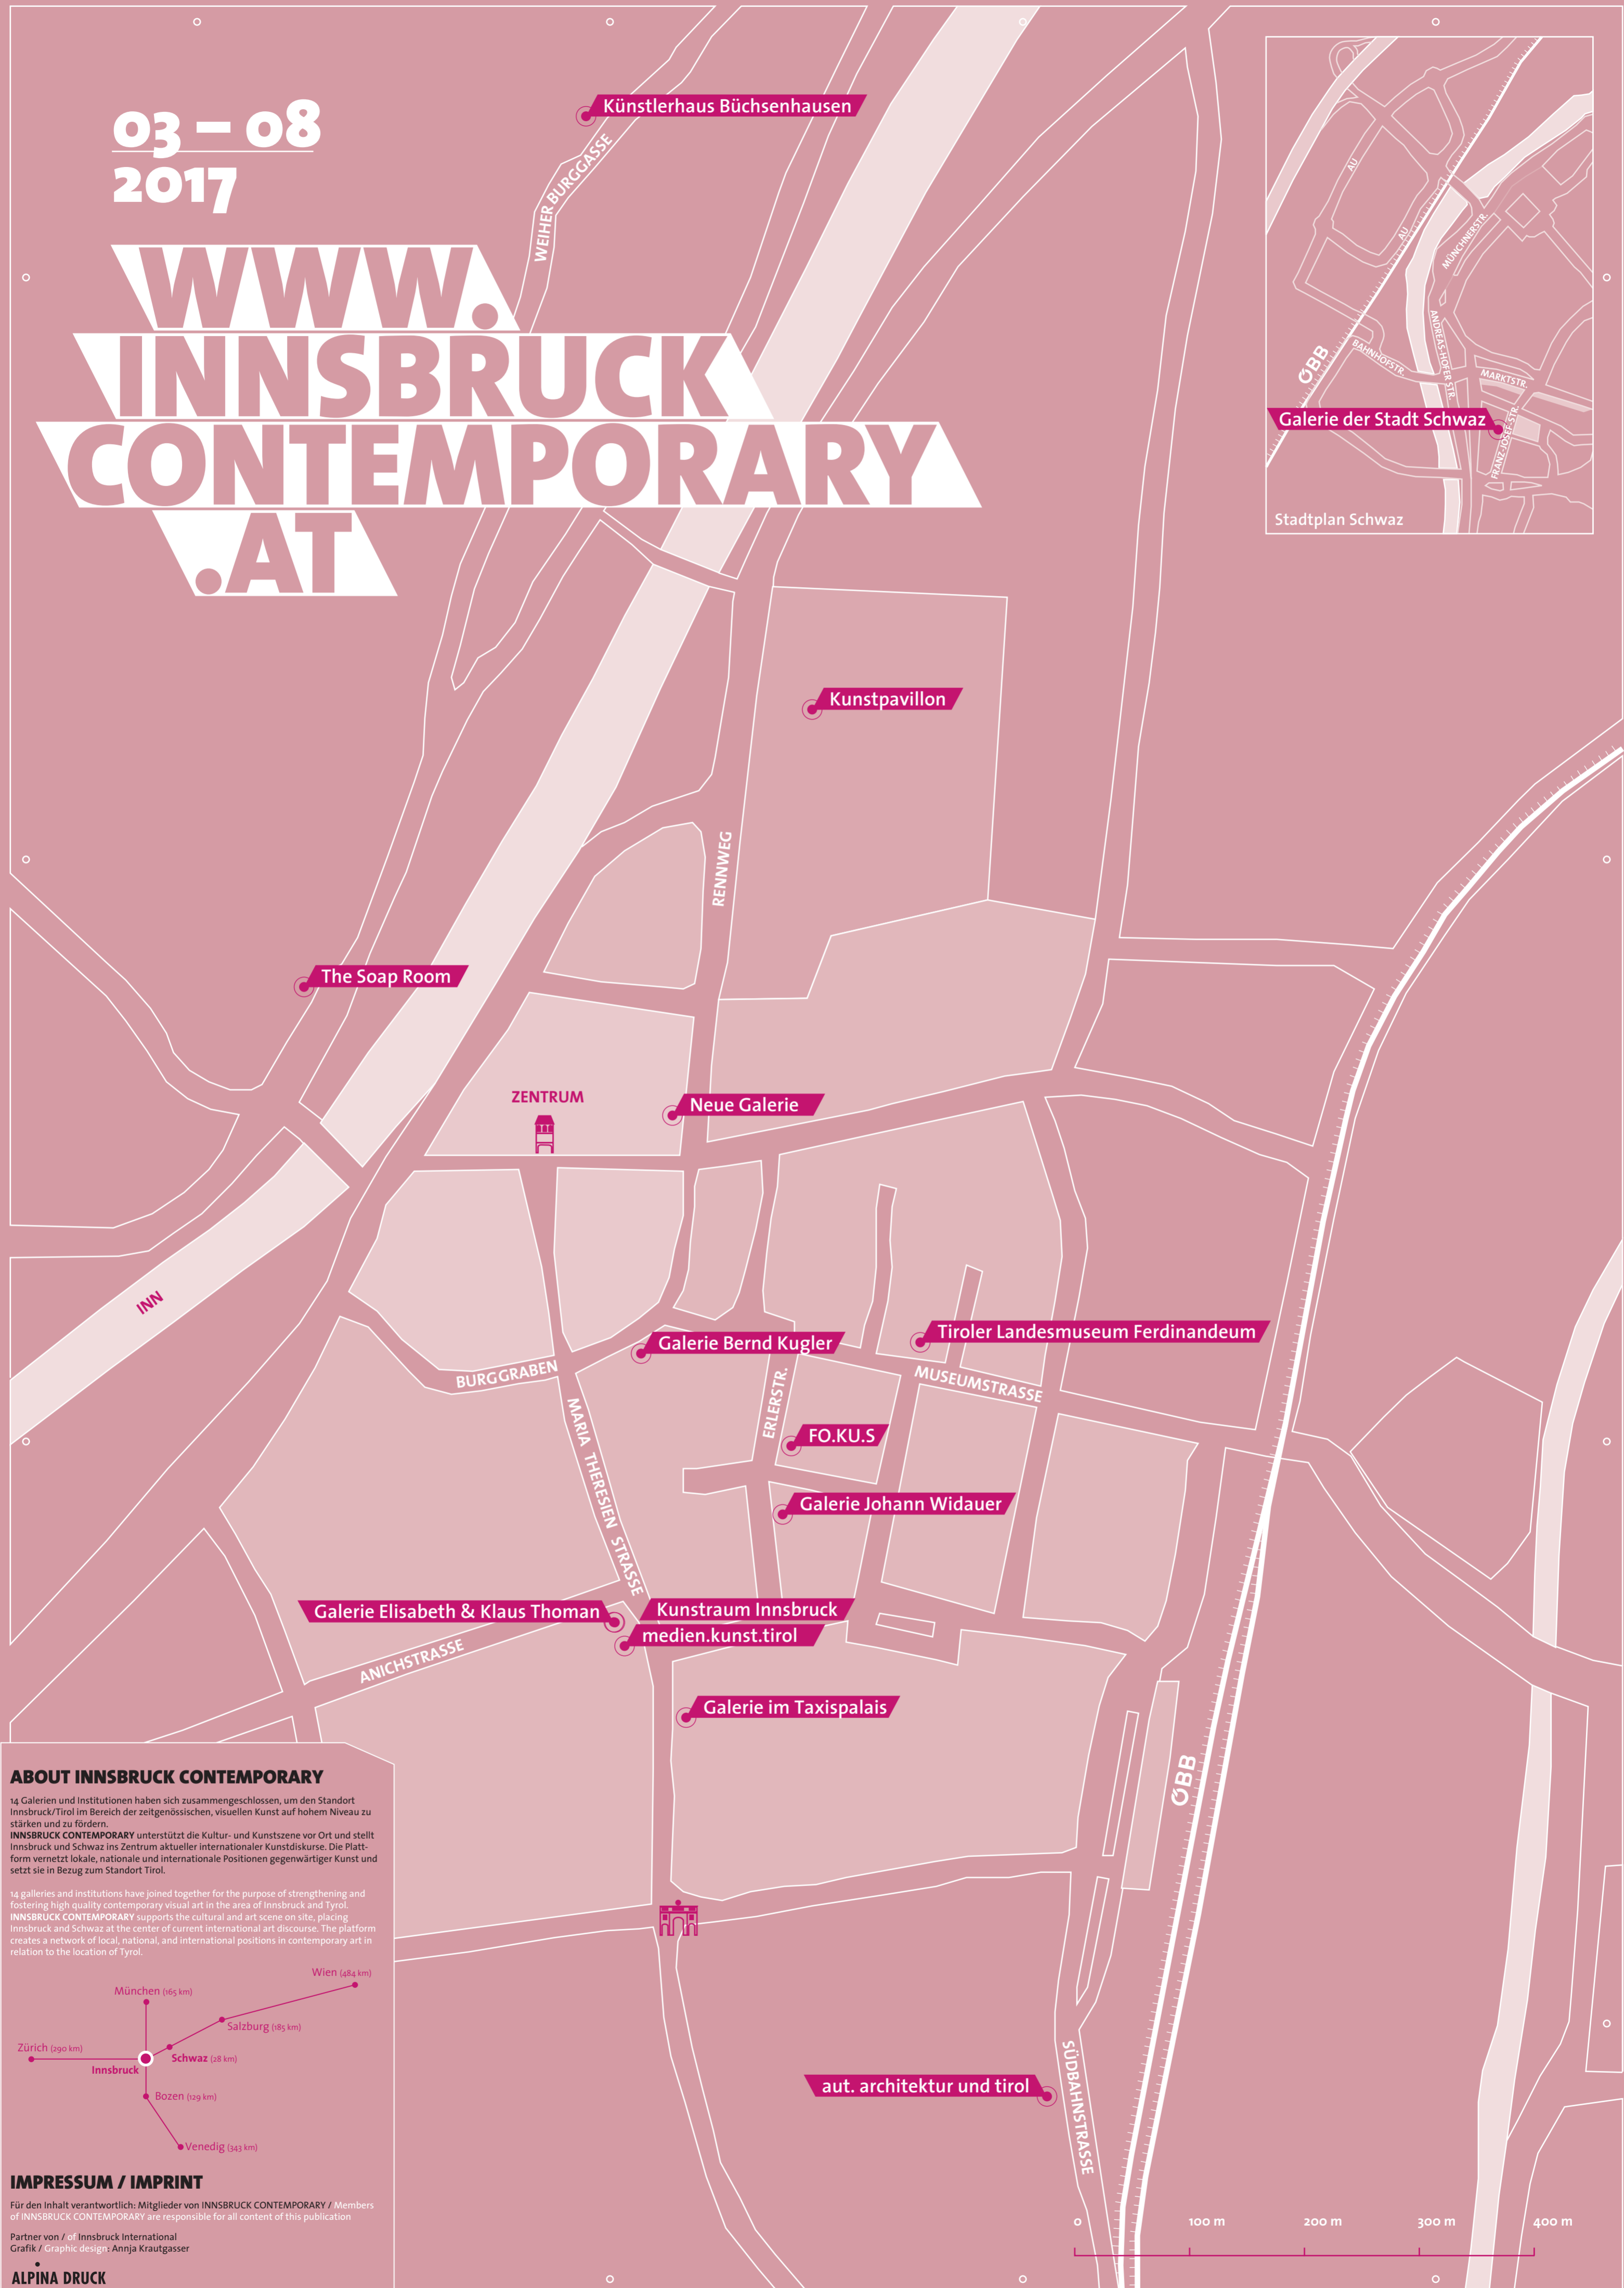 03 – 08
2017
WWW.
INNSBRUCK
CONTEMPORARY
.AT
Künstlerhaus Büchsenhausen
WEIHER BURGGASSE
AU
AU
MÜNCHNERSTR.
ANDREAS-HOFER STR.
BAHNHOFSTR.
ÖBB
MARKTSTR.
Galerie der Stadt Schwaz
FRANZ-JOSEF-STR.
Stadtplan Schwaz
Kunstpavillon
RENNWEG
The Soap Room
ZENTRUM
Neue Galerie
INN
Galerie Bernd Kugler
Tiroler Landesmuseum Ferdinandeum
BURGGRABEN
MUSEUMSTRASSE
ERLERSTR.
MARIA THERESIEN STRASSE
FO.KU.S
Galerie Johann Widauer
Galerie Elisabeth & Klaus Thoman
Kunstraum Innsbruck
medien.kunst.tirol
ANICHSTRASSE
Galerie im Taxispalais
ÖBB
aut. architektur und tirol
SÜDBAHNSTRASSE
0 100 m 200 m 300 m 400 m
ABOUT INNSBRUCK CONTEMPORARY
14 Galerien und Institutionen haben sich zusammengeschlossen, um den Standort
Innsbruck/Tirol im Bereich der zeitgenössischen, visuellen Kunst auf hohem Niveau zu
stärken und zu fördern.
INNSBRUCK CONTEMPORARY unterstützt die Kultur- und Kunstszene vor Ort und stellt
Innsbruck und Schwaz ins Zentrum aktueller internationaler Kunstdiskurse. Die Platt-
form vernetzt lokale, nationale und internationale Positionen gegenwärtiger Kunst und
setzt sie in Bezug zum Standort Tirol.
14 galleries and institutions have joined together for the purpose of strengthening and
fostering high quality contemporary visual art in the area of Innsbruck and Tyrol.
INNSBRUCK CONTEMPORARY supports the cultural and art scene on site, placing
Innsbruck and Schwaz at the center of current international art discourse. The platform
creates a network of local, national, and international positions in contemporary art in
relation to the location of Tyrol.
Wien (484 km)
München (165 km)
Salzburg (185 km)
Zürich (290 km)
Schwaz (28 km)
Innsbruck
Bozen (129 km)
Venedig (343 km)
IMPRESSUM / IMPRINT
Für den Inhalt verantwortlich: Mitglieder von INNSBRUCK CONTEMPORARY / Members
of INNSBRUCK CONTEMPORARY are responsible for all content of this publication
Partner von / of Innsbruck International
Grafik / Graphic design: Annja Krautgasser
ALPINA DRUCK